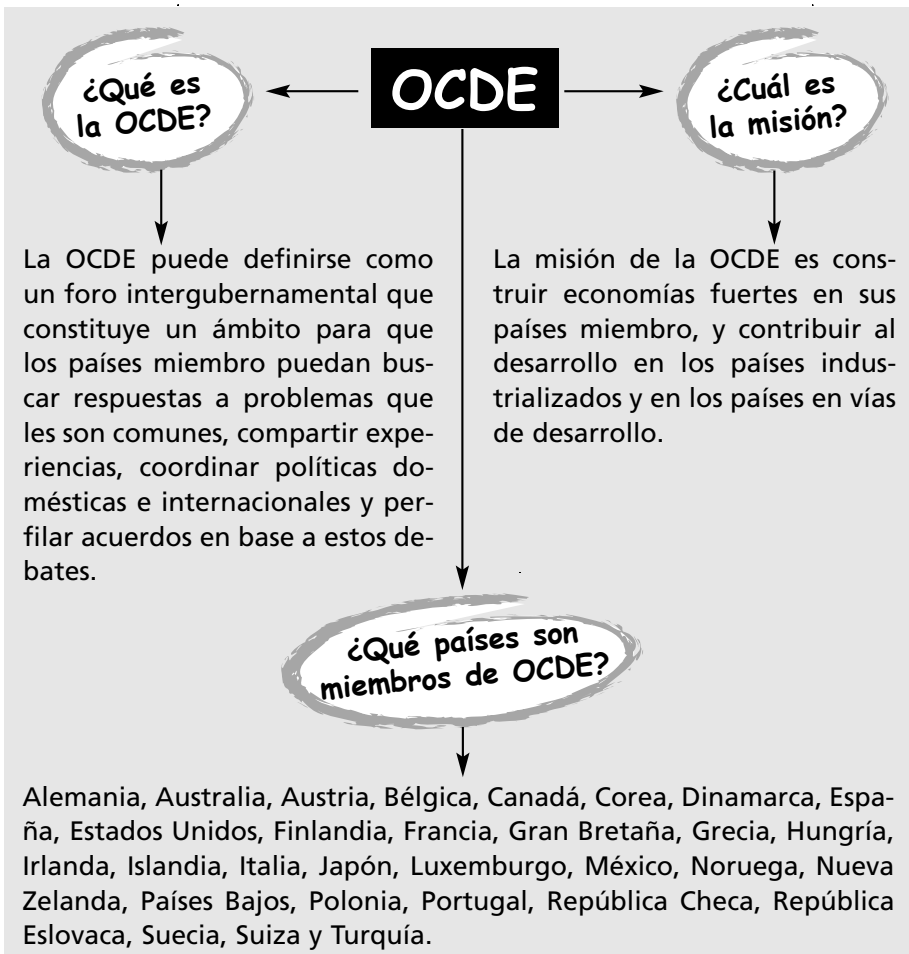 OCDE
¿Qué es
la OCDE?
La OCDE puede definirse como
un foro intergubernamental que
constituye un ámbito para que
los países miembro puedan bus-
car respuestas a problemas que
les son comunes, compartir expe-
riencias, coordinar políticas do-
mésticas e internacionales y per-
filar acuerdos en base a estos de-
bates.
¿Cuál es
la misión?
La misión de la OCDE es cons-
truir economías fuertes en sus
países miembro, y contribuir al
desarrollo en los países indus-
trializados y en los países en vías
de desarrollo.
¿Qué países son
miembros de OCDE?
Alemania, Australia, Austria, Bélgica, Canadá, Corea, Dinamarca, Espa-
ña, Estados Unidos, Finlandia, Francia, Gran Bretaña, Grecia, Hungría,
Irlanda, Islandia, Italia, Japón, Luxemburgo, México, Noruega, Nueva
Zelanda, Países Bajos, Polonia, Portugal, República Checa, República
Eslovaca, Suecia, Suiza y Turquía.